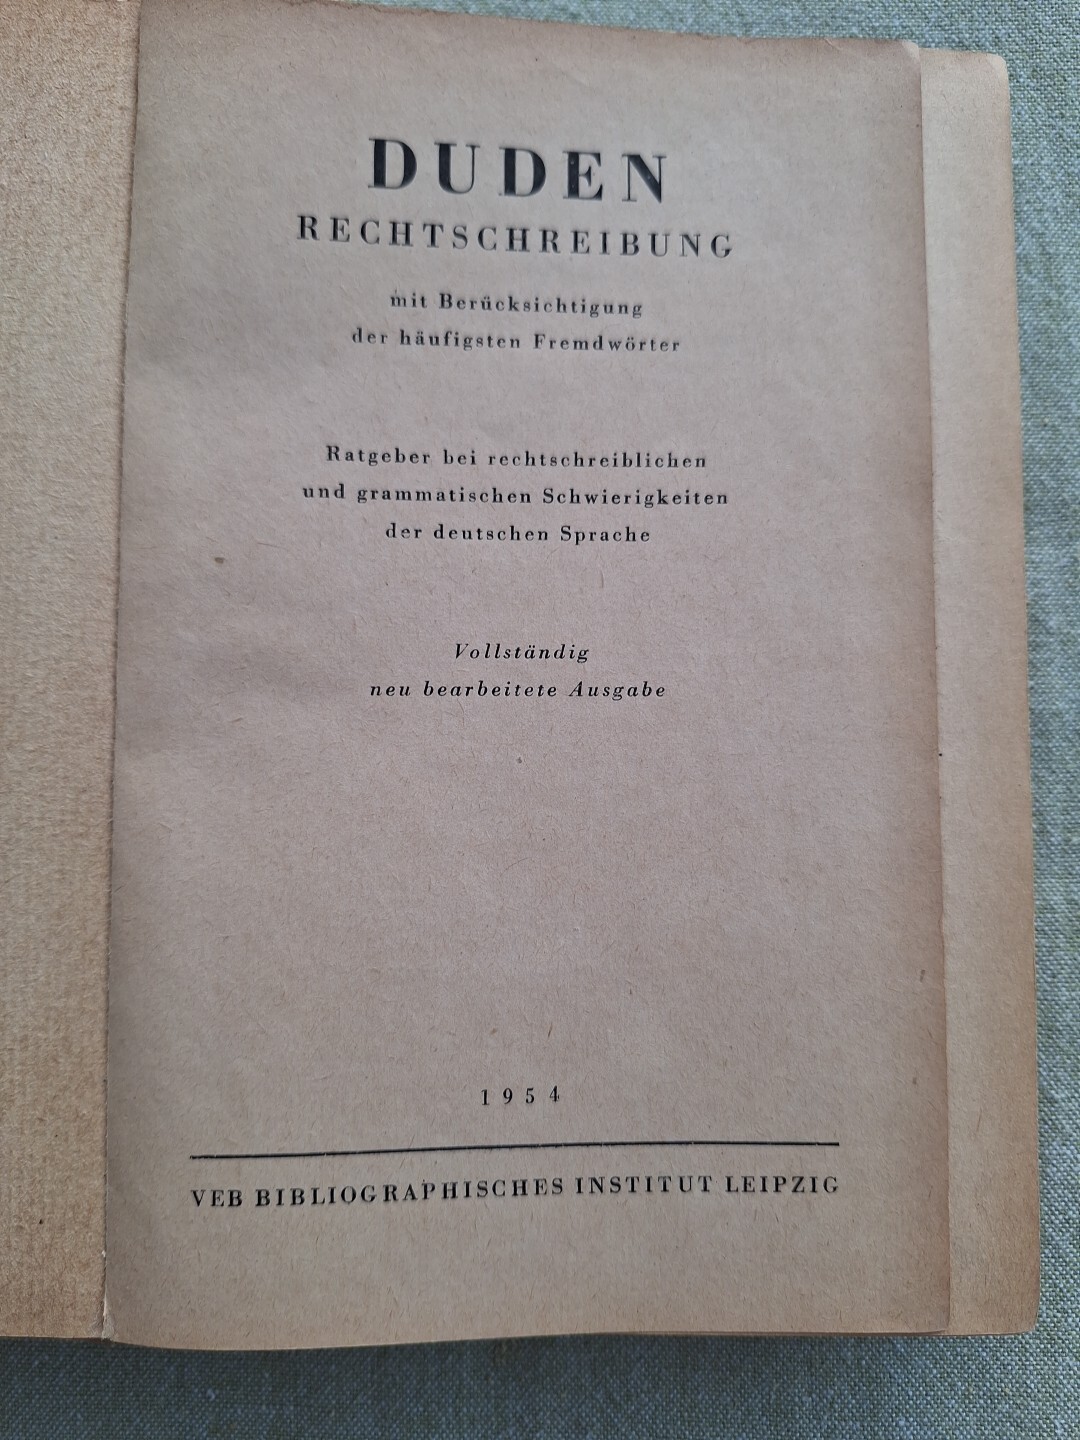 DUDEN
RECHTSCHREIBUNG
mit Berücksichtigung
der häufigsten Fremdwörter
Ratgeber bei rechtschreiblichen
und grammatischen Schwierigkeiten
der deutschen Sprache
Vollständig
neu bearbeitete Ausgabe
1954
VEB BIBLIOGRAPHISCHES INSTITUT LEIPZIG